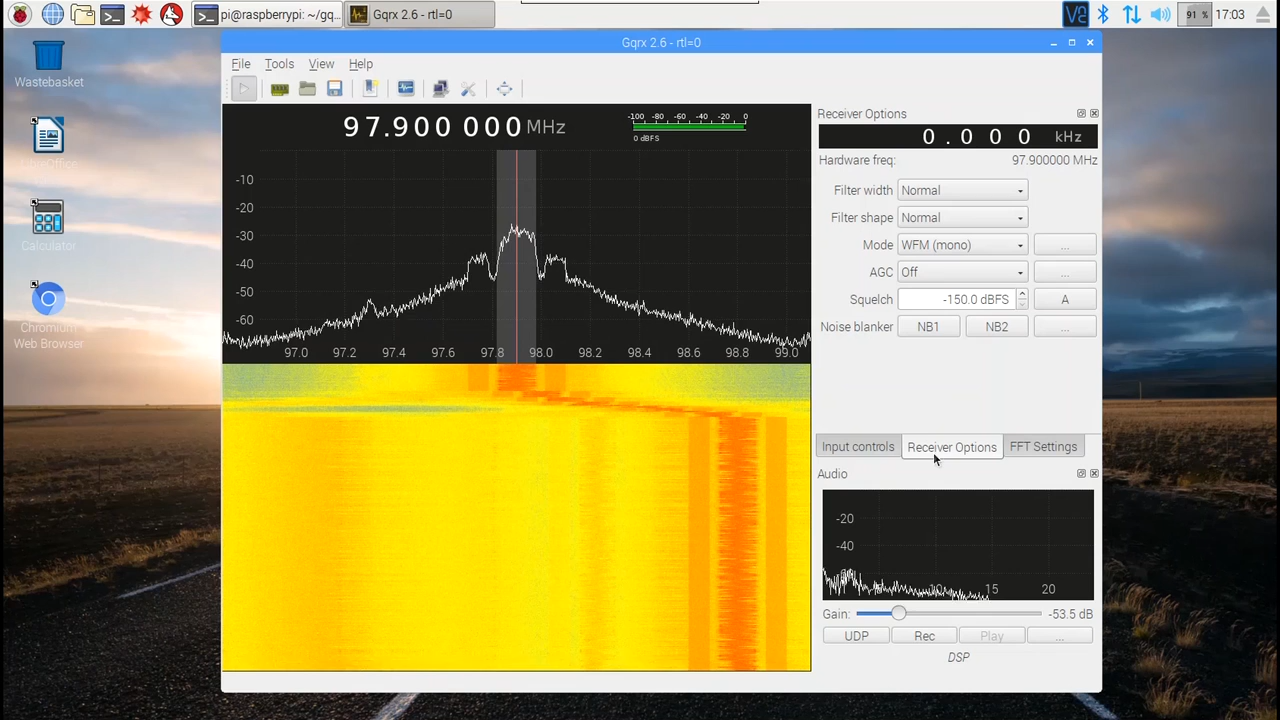 pi@raspberrypi: ~/gq...
Gqrx 2.6 - rtl=0
91 %
17:03
Wastebasket
LibreOffice
Calculator
Chromium
Web Browser
Gqrx 2.6 - rtl=0
File Tools View Help
97.900 000 MHz
-100 -80 -60 -40 -20 0
0 dBFS
-10
-20
-30
-40
-50
-60
97.0 97.2 97.4 97.6 97.8 98.0 98.2 98.4 98.6 98.8 99.0
Receiver Options
0.000 kHz
Hardware freq: 97.900000 MHz
Filter width Normal
Filter shape Normal
Mode WFM (mono) ...
AGC Off ...
Squelch -150.0 dBFS A
Noise blanker NB1 NB2 ...
Input controls Receiver Options FFT Settings
Audio
-20
-40
10 15 20
Gain: -53.5 dB
UDP Rec Play ...
DSP